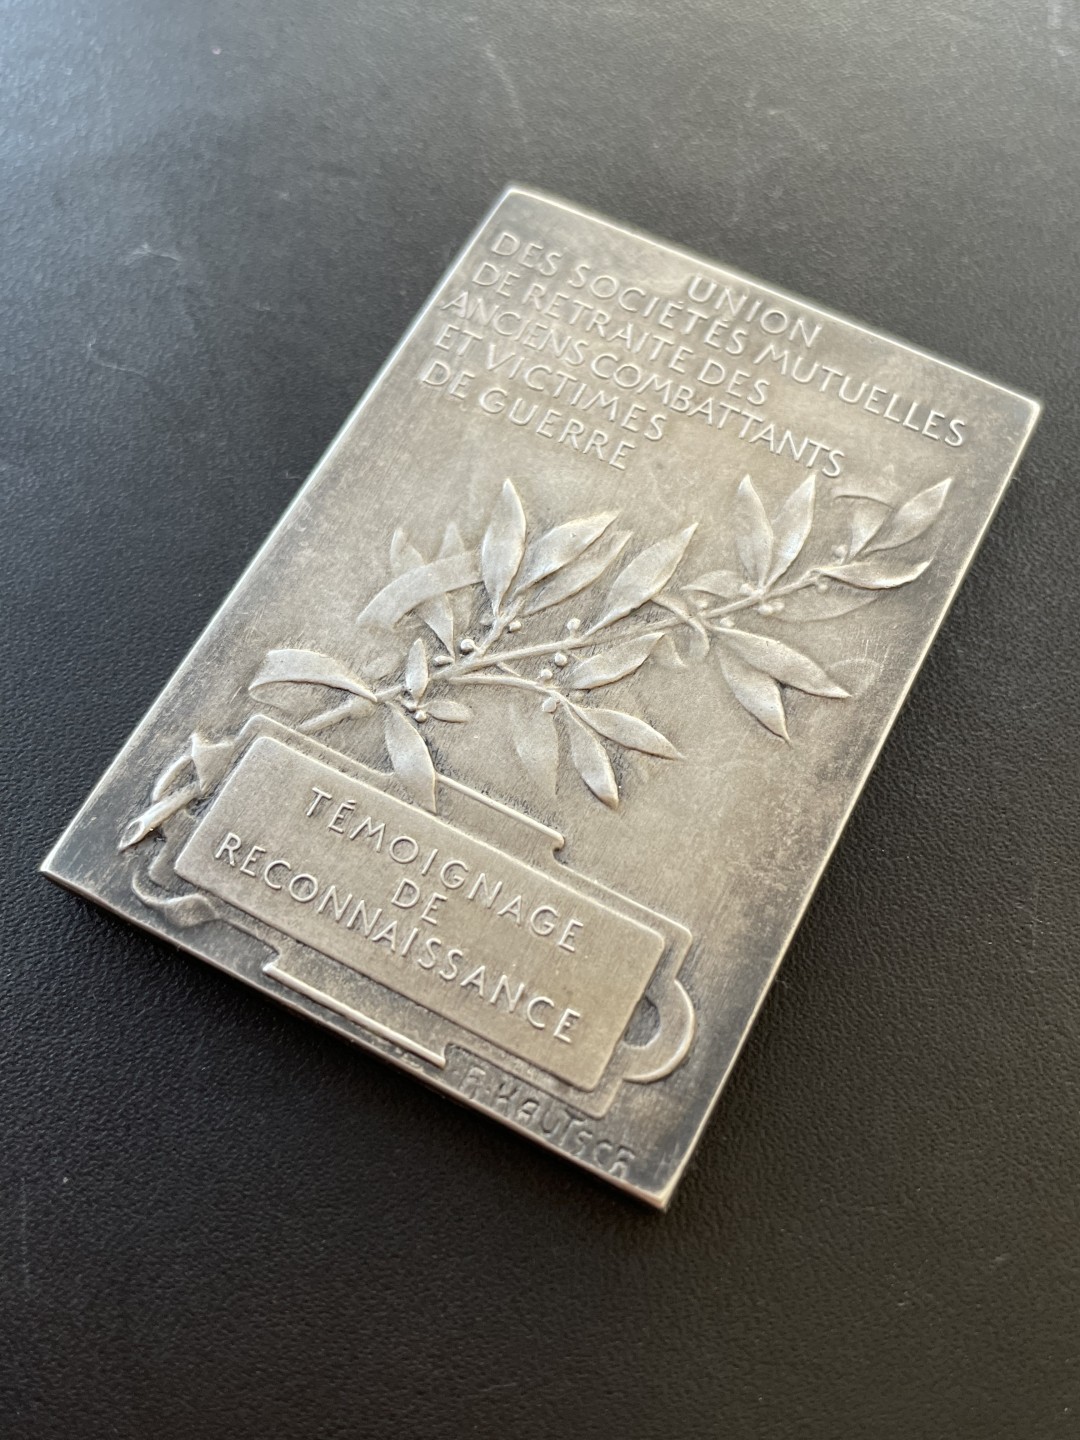 UNION
DES SOCIÉTÉS MUTUELLES
DE RETRAITE DES
ANCIENS COMBATTANTS
ET VICTIMES
DE GUERRE
TÉMOIGNAGE
DE
RECONNAISSANCE
F. KAUTSCH